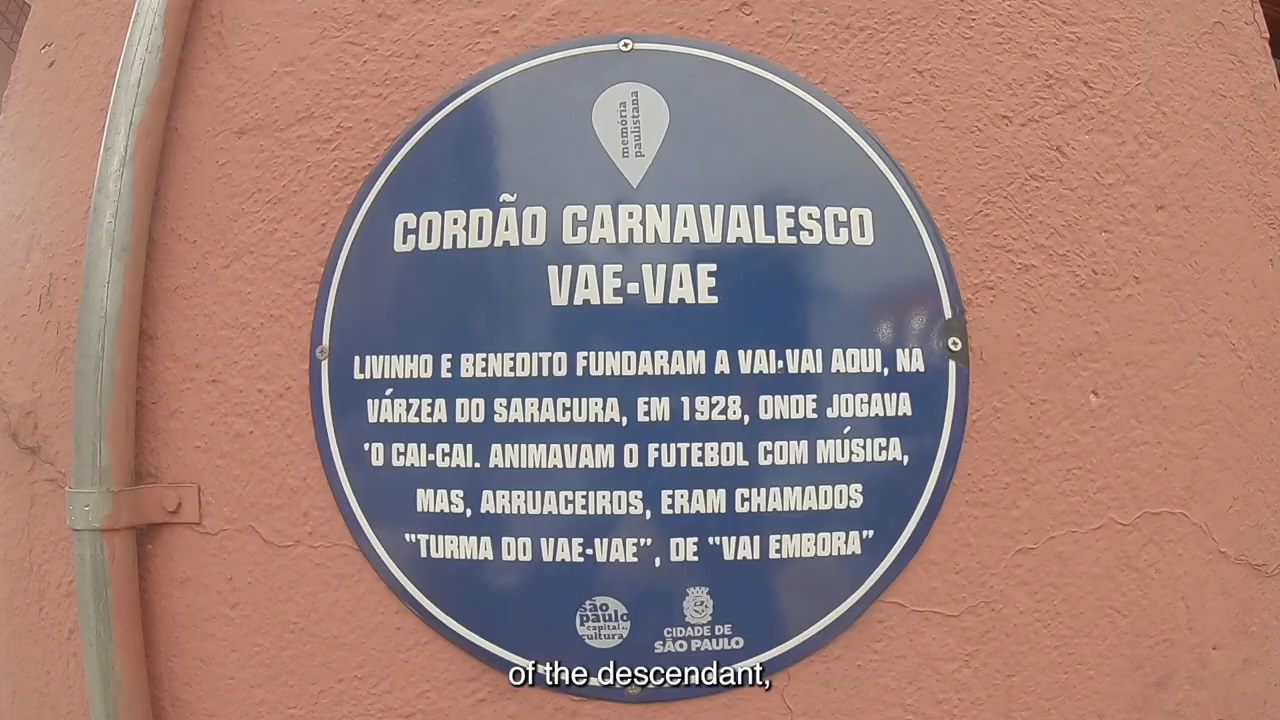 memória
paulistana
CORDÃO CARNAVALESCO
VAE-VAE
LIVINHO E BENEDITO FUNDARAM A VAI-VAI AQUI, NA
VÁRZEA DO SARACURA, EM 1928, ONDE JOGAVA
'O CAI-CAI. ANIMAVAM O FUTEBOL COM MÚSICA,
MAS, ARRUACEIROS, ERAM CHAMADOS
“TURMA DO VAE-VAE”, DE “VAI EMBORA”
são
paulo
capital da
cultura
CIDADE DE
SÃO PAULO
of the descendant,